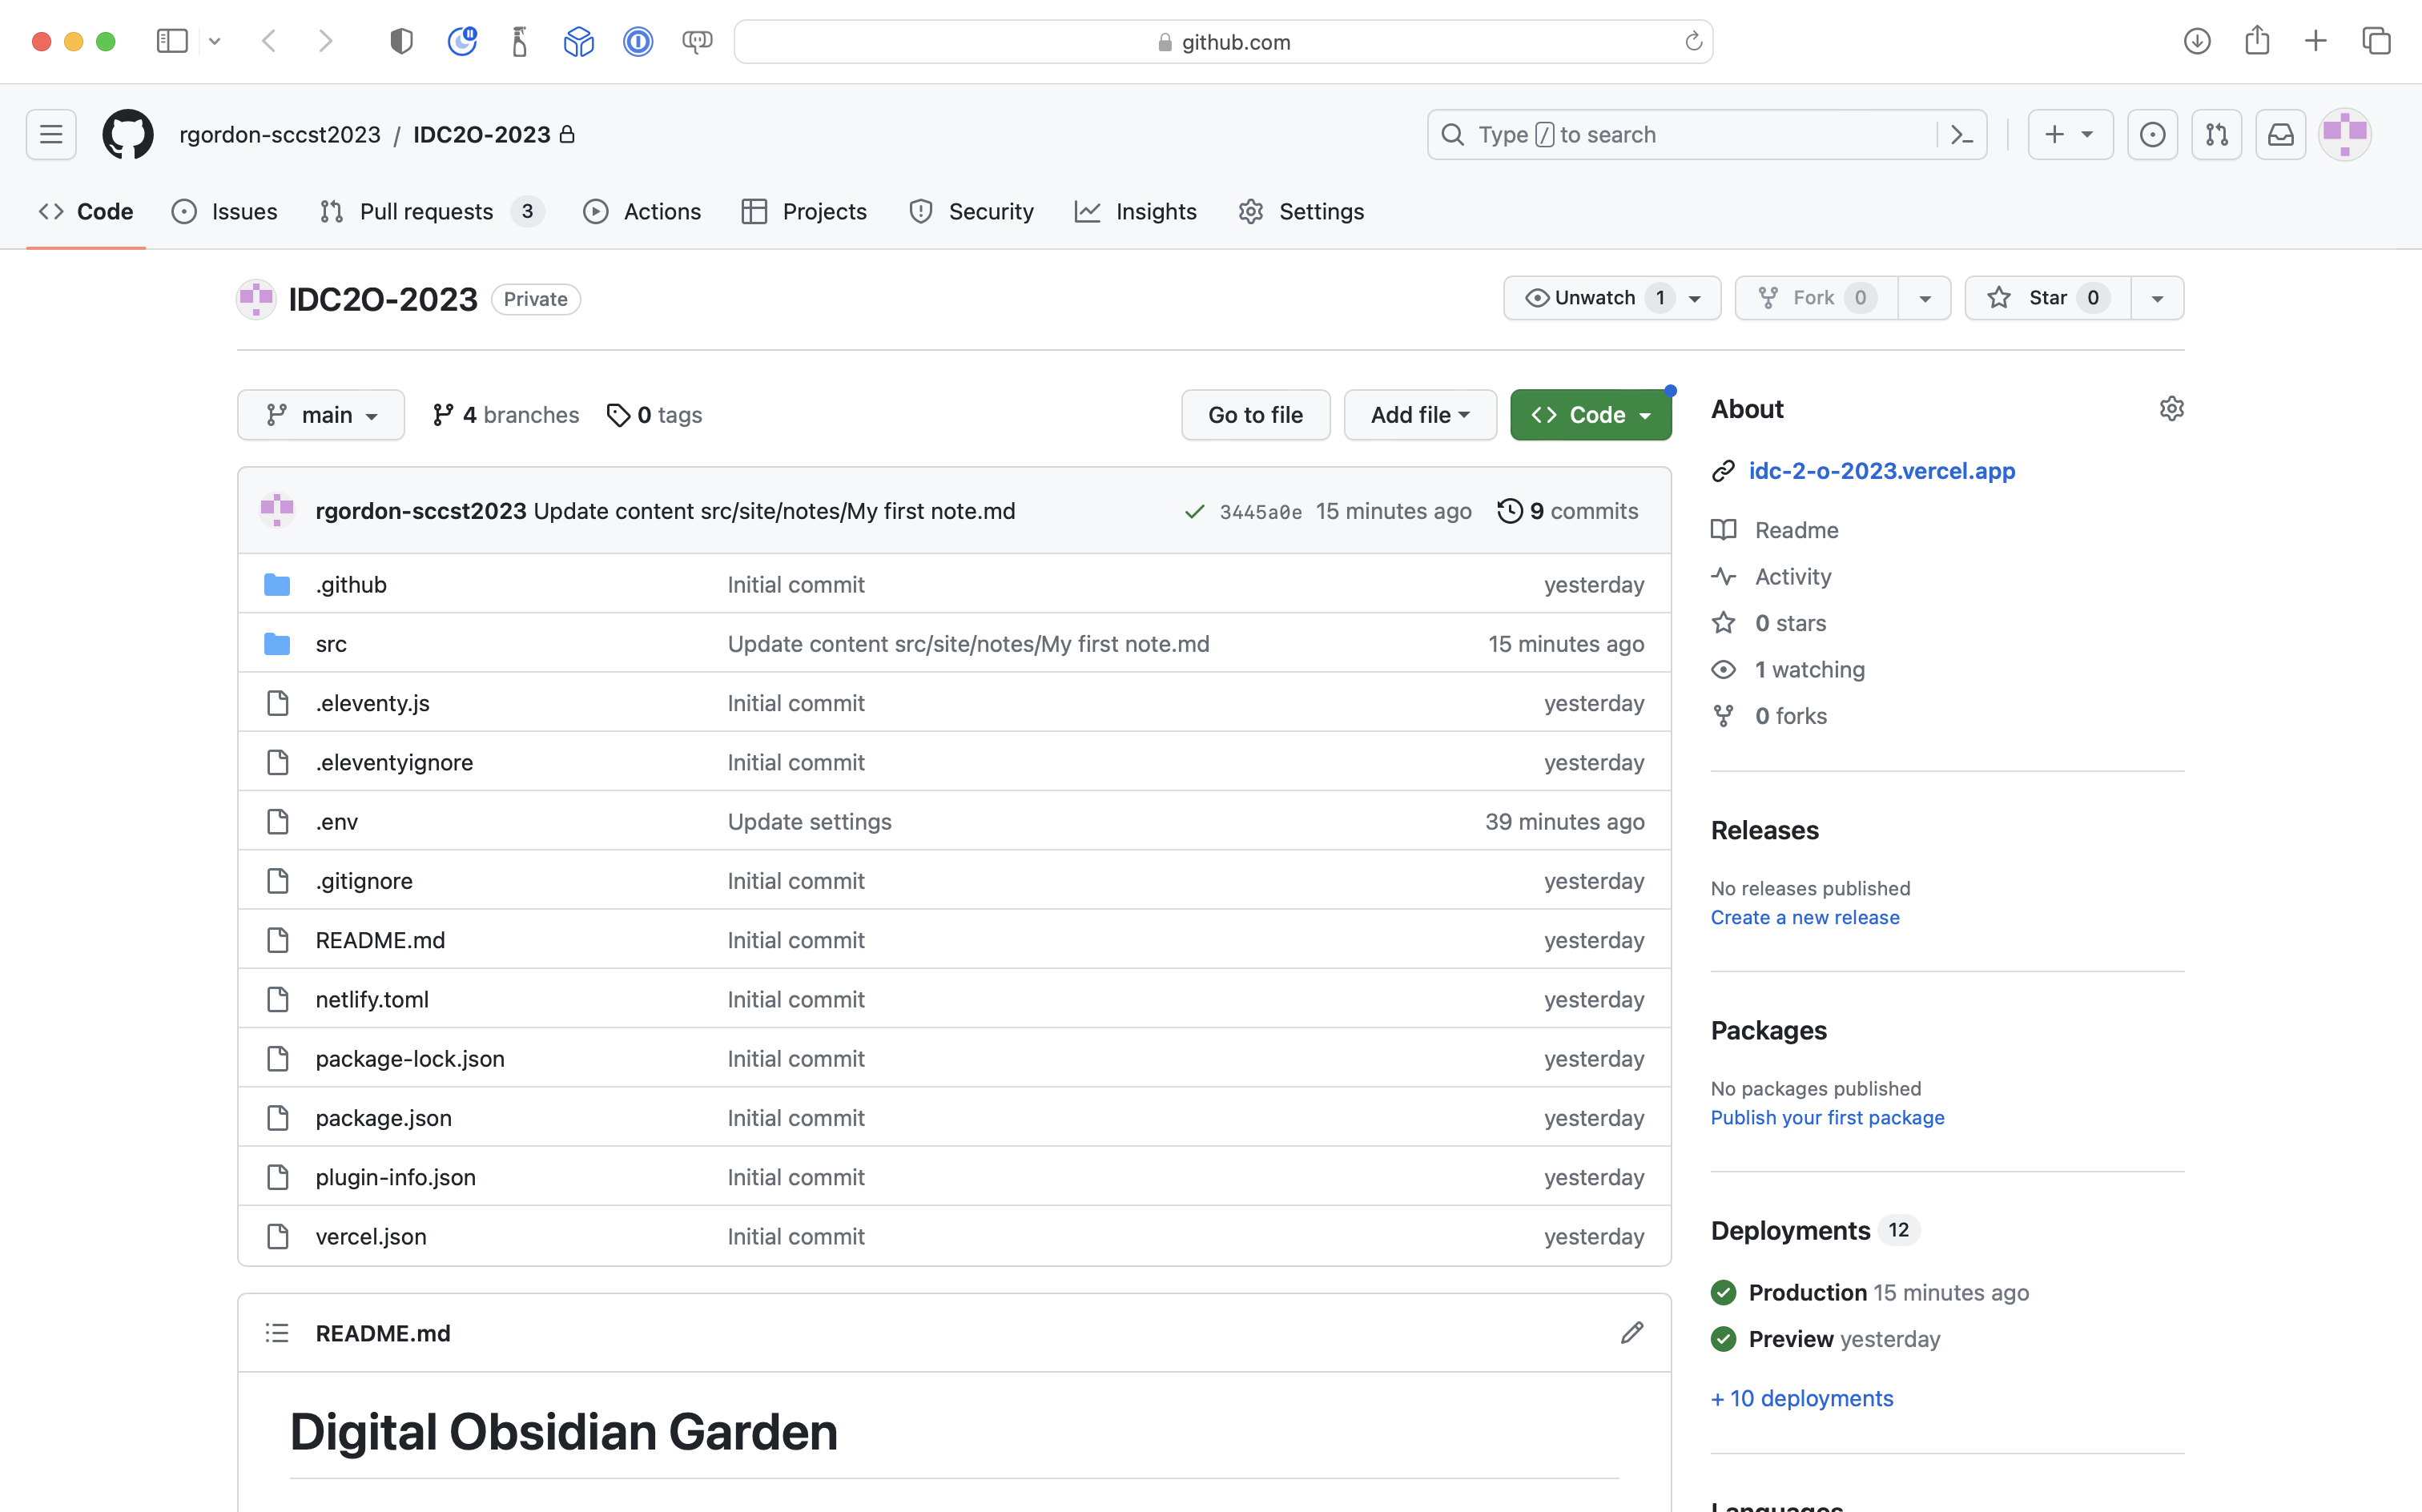 github.com
rgordon-sccst2023 / IDC2O-2023
Type / to search
Code Issues Pull requests 3 Actions Projects Security Insights Settings
IDC2O-2023 Private
Unwatch 1 Fork 0 Star 0
main 4 branches 0 tags Go to file Add file Code
rgordon-sccst2023 Update content src/site/notes/My first note.md 3445a0e 15 minutes ago 9 commits
.github Initial commit yesterday
src Update content src/site/notes/My first note.md 15 minutes ago
.eleventy.js Initial commit yesterday
.eleventyignore Initial commit yesterday
.env Update settings 39 minutes ago
.gitignore Initial commit yesterday
README.md Initial commit yesterday
netlify.toml Initial commit yesterday
package-lock.json Initial commit yesterday
package.json Initial commit yesterday
plugin-info.json Initial commit yesterday
vercel.json Initial commit yesterday
README.md
Digital Obsidian Garden
About
idc-2-o-2023.vercel.app
Readme
Activity
0 stars
1 watching
0 forks
Releases
No releases published
Create a new release
Packages
No packages published
Publish your first package
Deployments 12
Production 15 minutes ago
Preview yesterday
+ 10 deployments
Languages